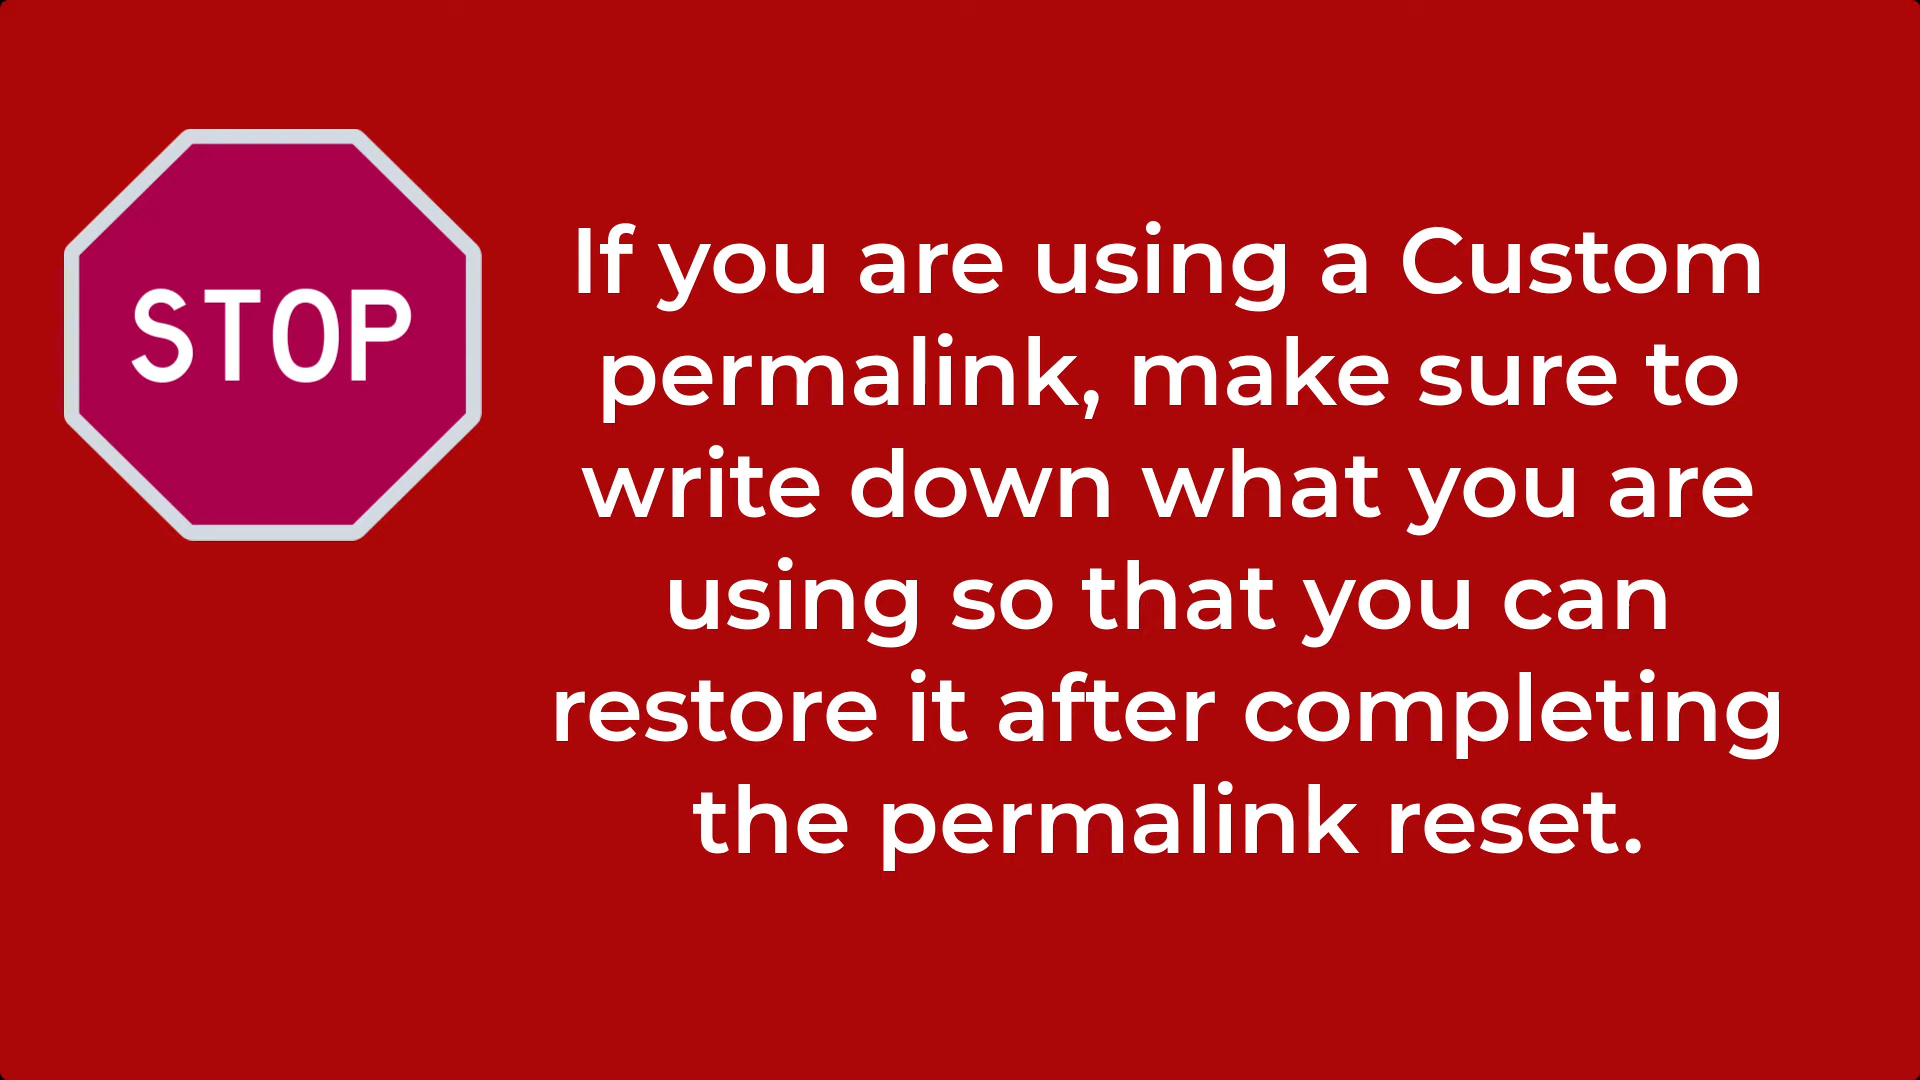 STOP
If you are using a Custom
permalink, make sure to
write down what you are
using so that you can
restore it after completing
the permalink reset.